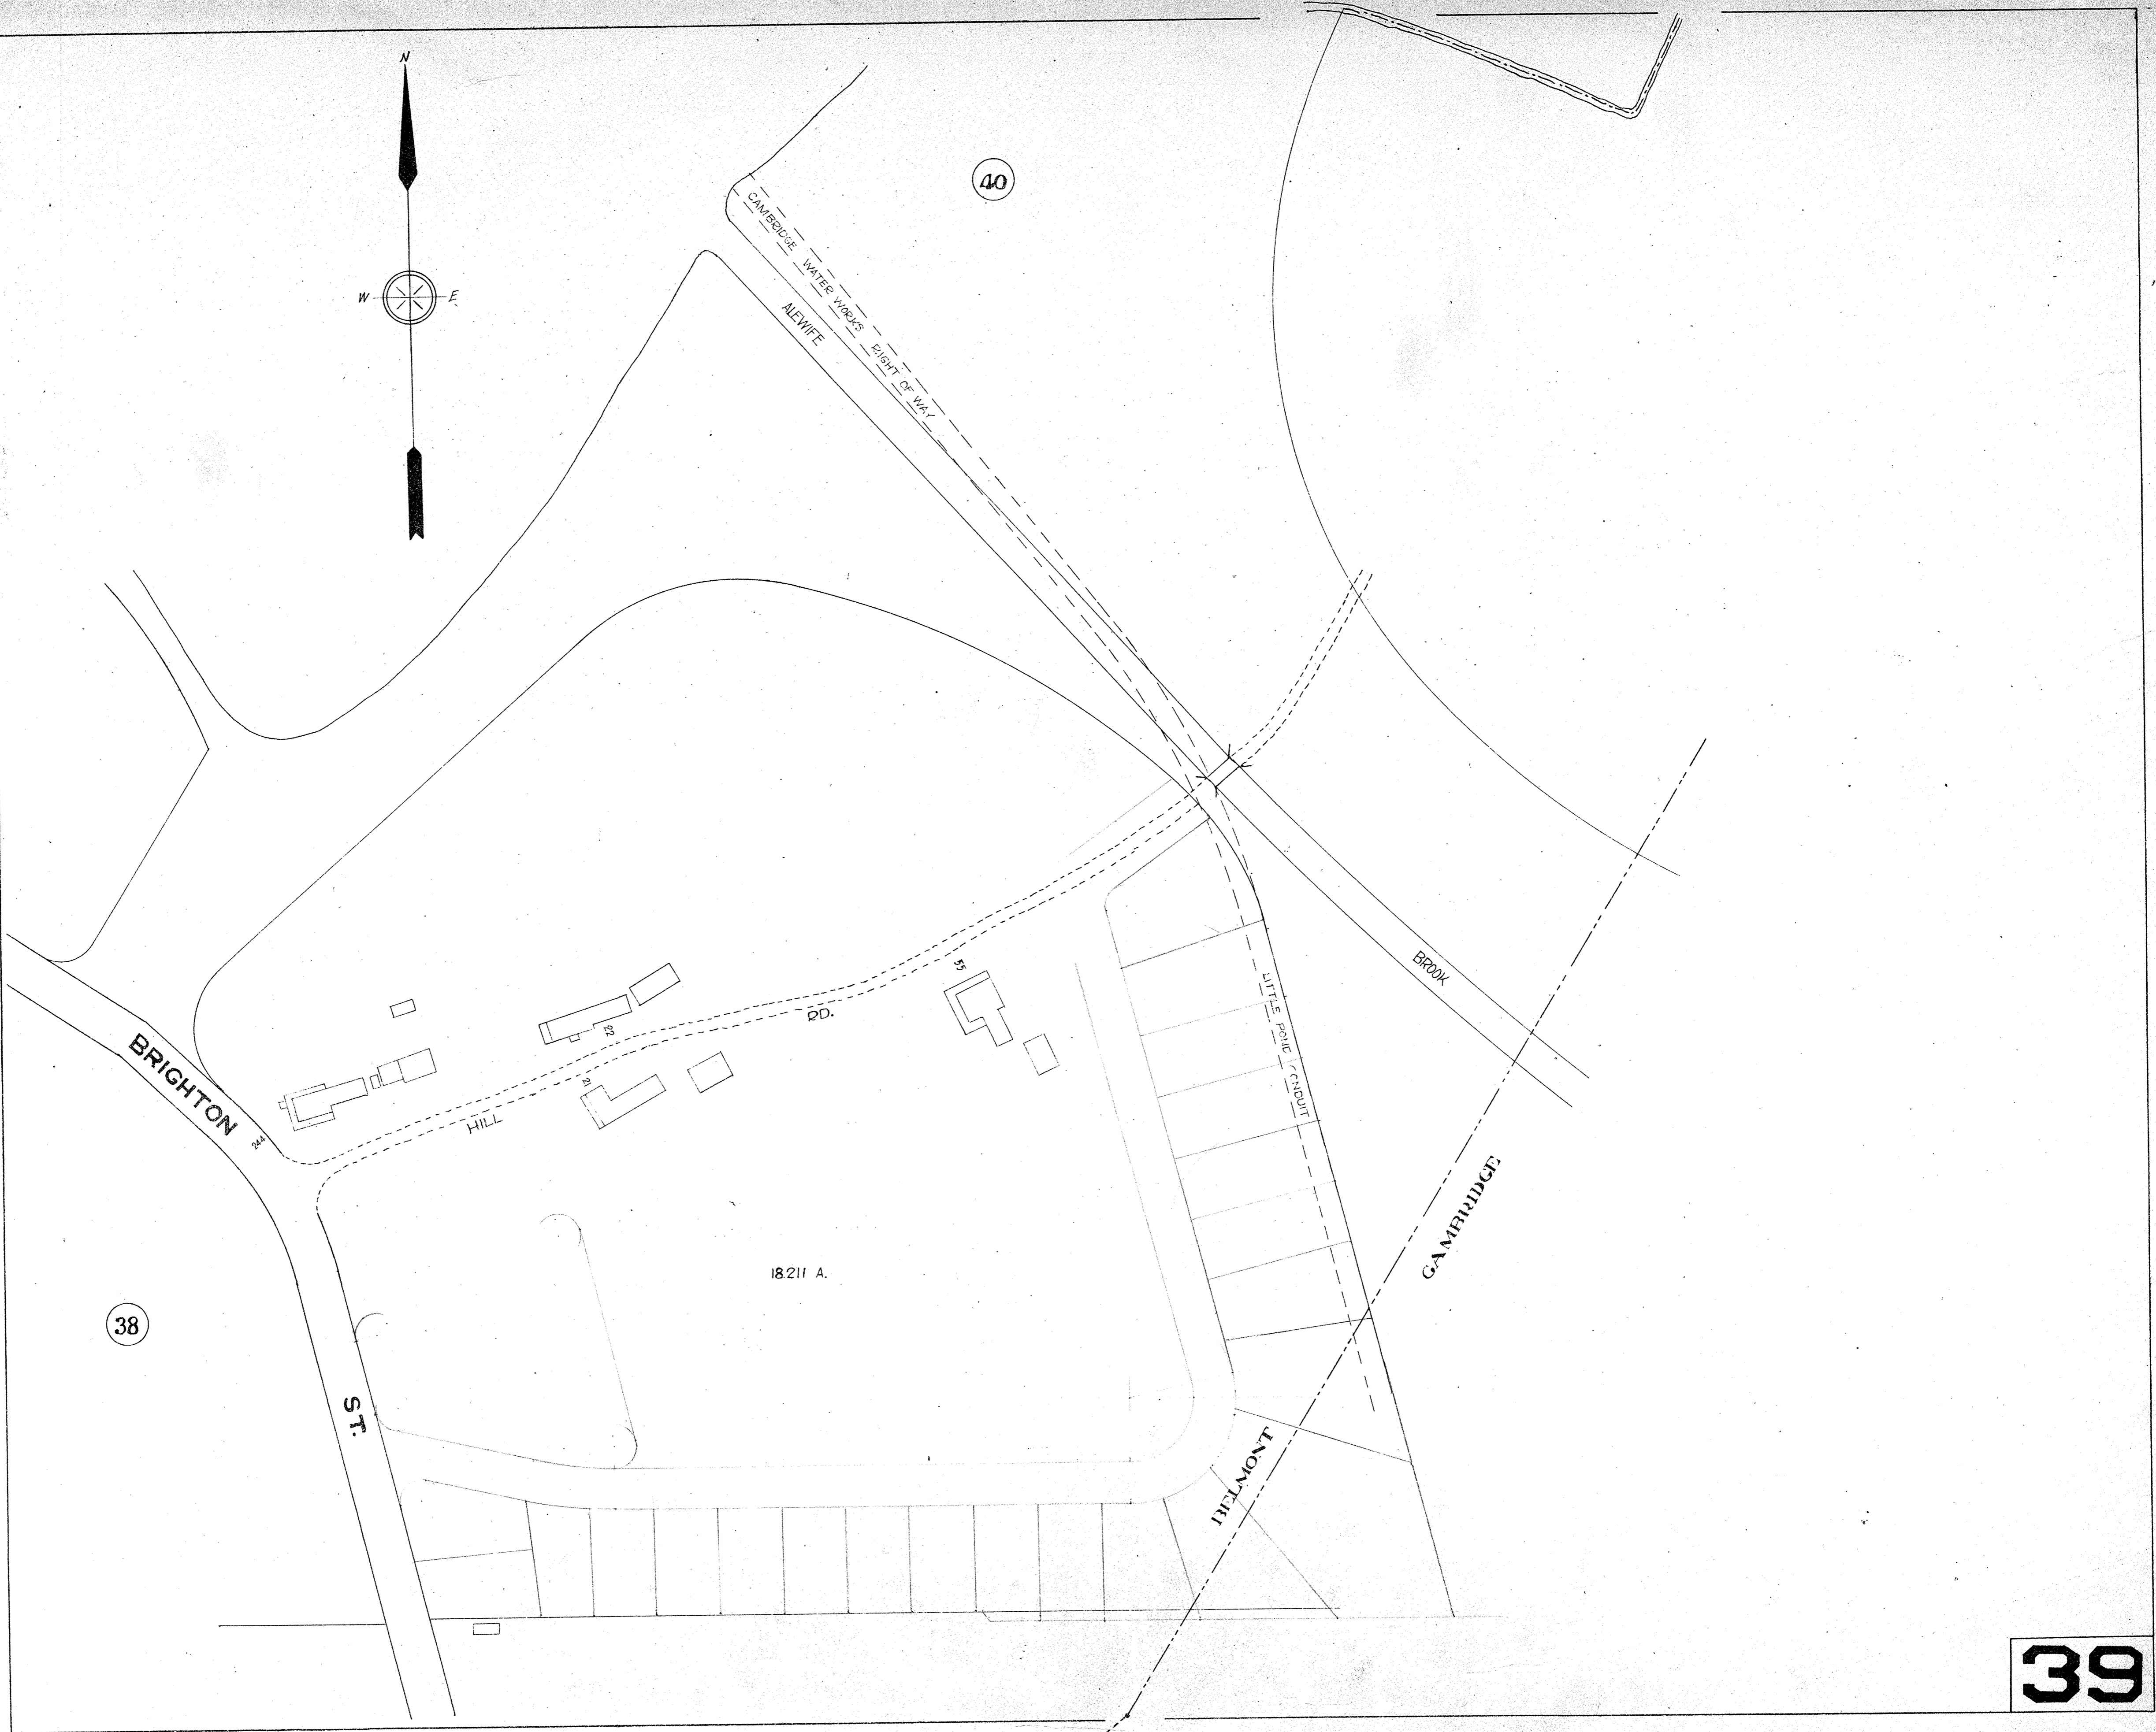 N
W E
40
CAMBRIDGE WATER WORKS RIGHT OF WAY
ALEWIFE
BROOK
55
22
RD.
21
HILL
BRIGHTON
244
LITTLE POND CONDUIT
CAMBRIDGE
18.211 A.
38
ST.
BELMONT
39